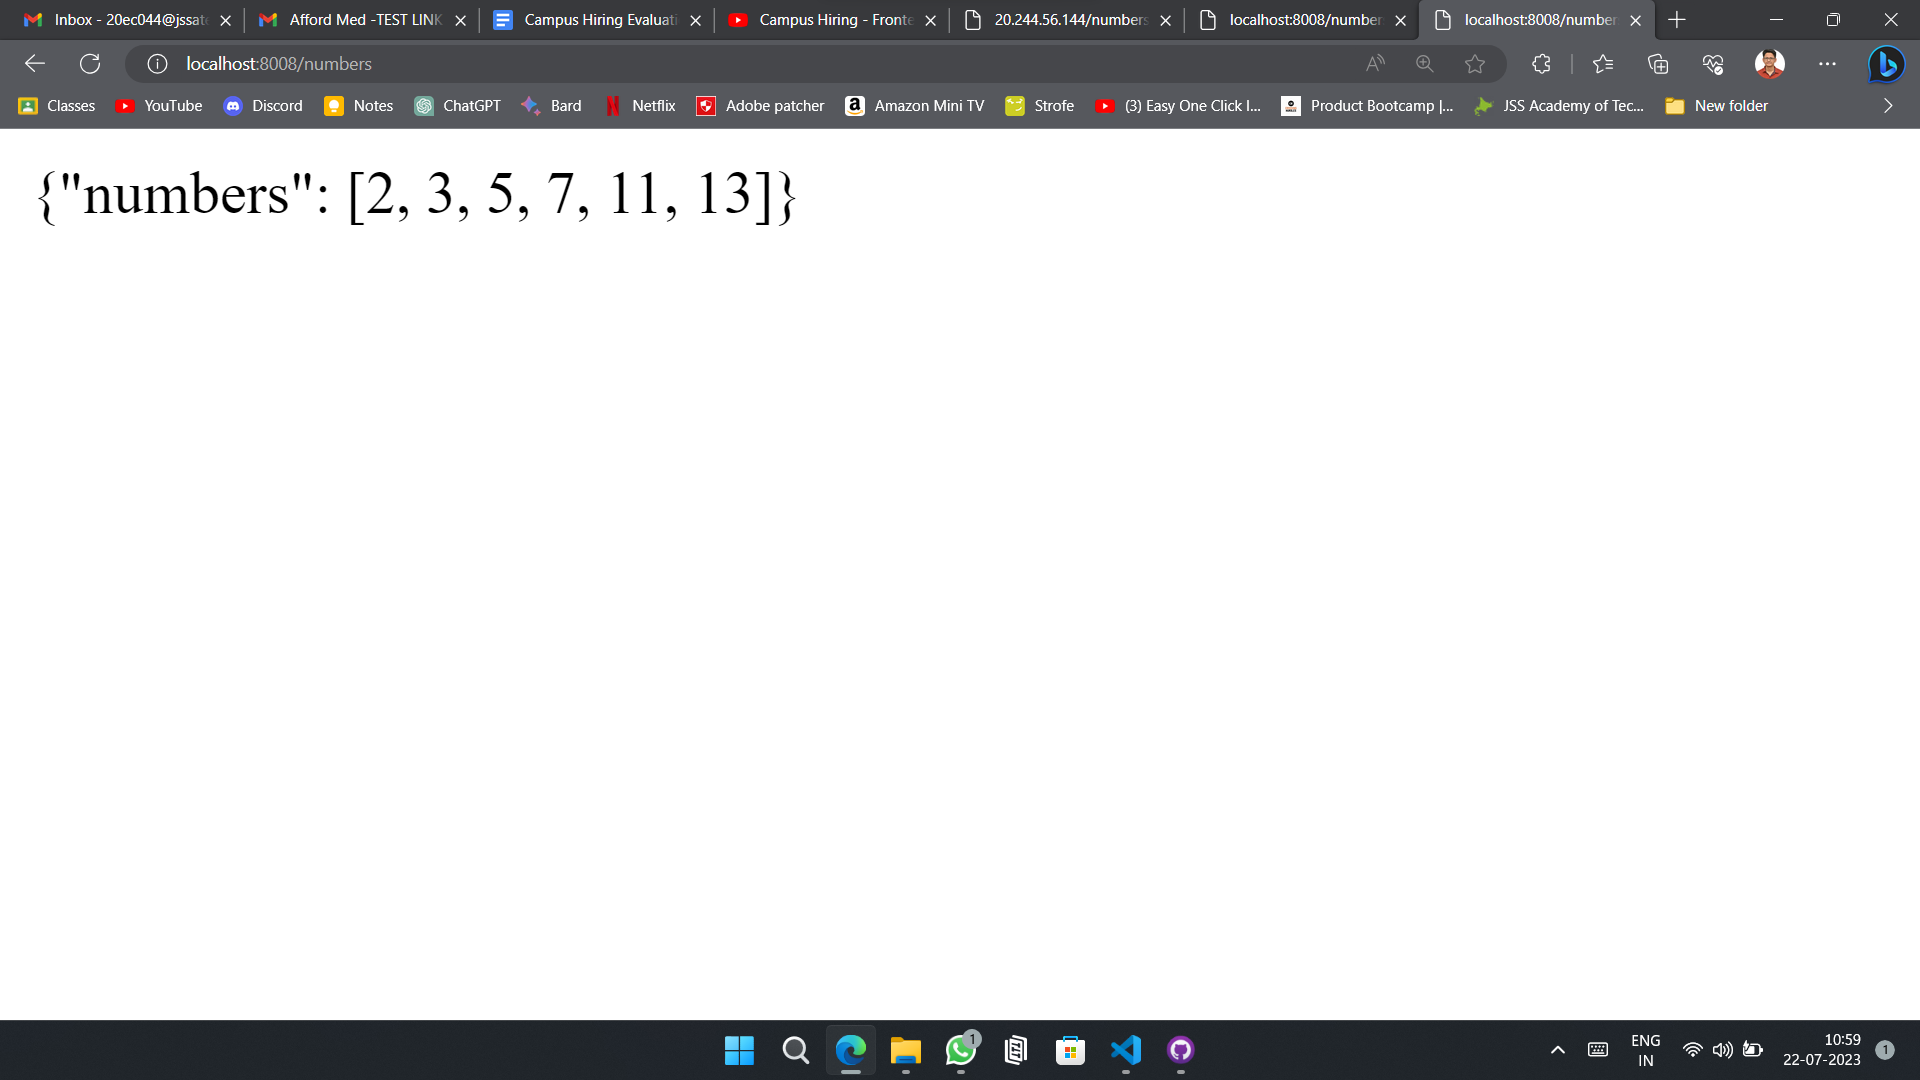 Inbox - 20ec044@jssate
Afford Med -TEST LINK
Campus Hiring Evaluati
Campus Hiring - Fronte
20.244.56.144/numbers
localhost:8008/number
localhost:8008/number
localhost:8008/numbers
Classes
YouTube
Discord
Notes
ChatGPT
Bard
Netflix
Adobe patcher
Amazon Mini TV
Strofe
(3) Easy One Click I...
Product Bootcamp |...
JSS Academy of Tec...
New folder
{"numbers": [2, 3, 5, 7, 11, 13]}
1
ENG
IN
10:59
22-07-2023
1